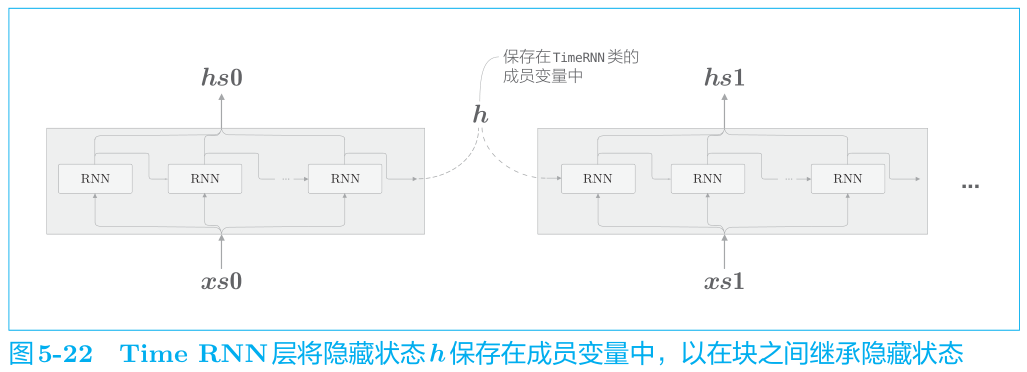 保存在 TimeRNN 类的
成员变量中
hs0
h
hs1
RNN RNN ... RNN
RNN RNN ... RNN
...
xs0
xs1
图 5-22 Time RNN 层将隐藏状态 h 保存在成员变量中，以在块之间继承隐藏状态